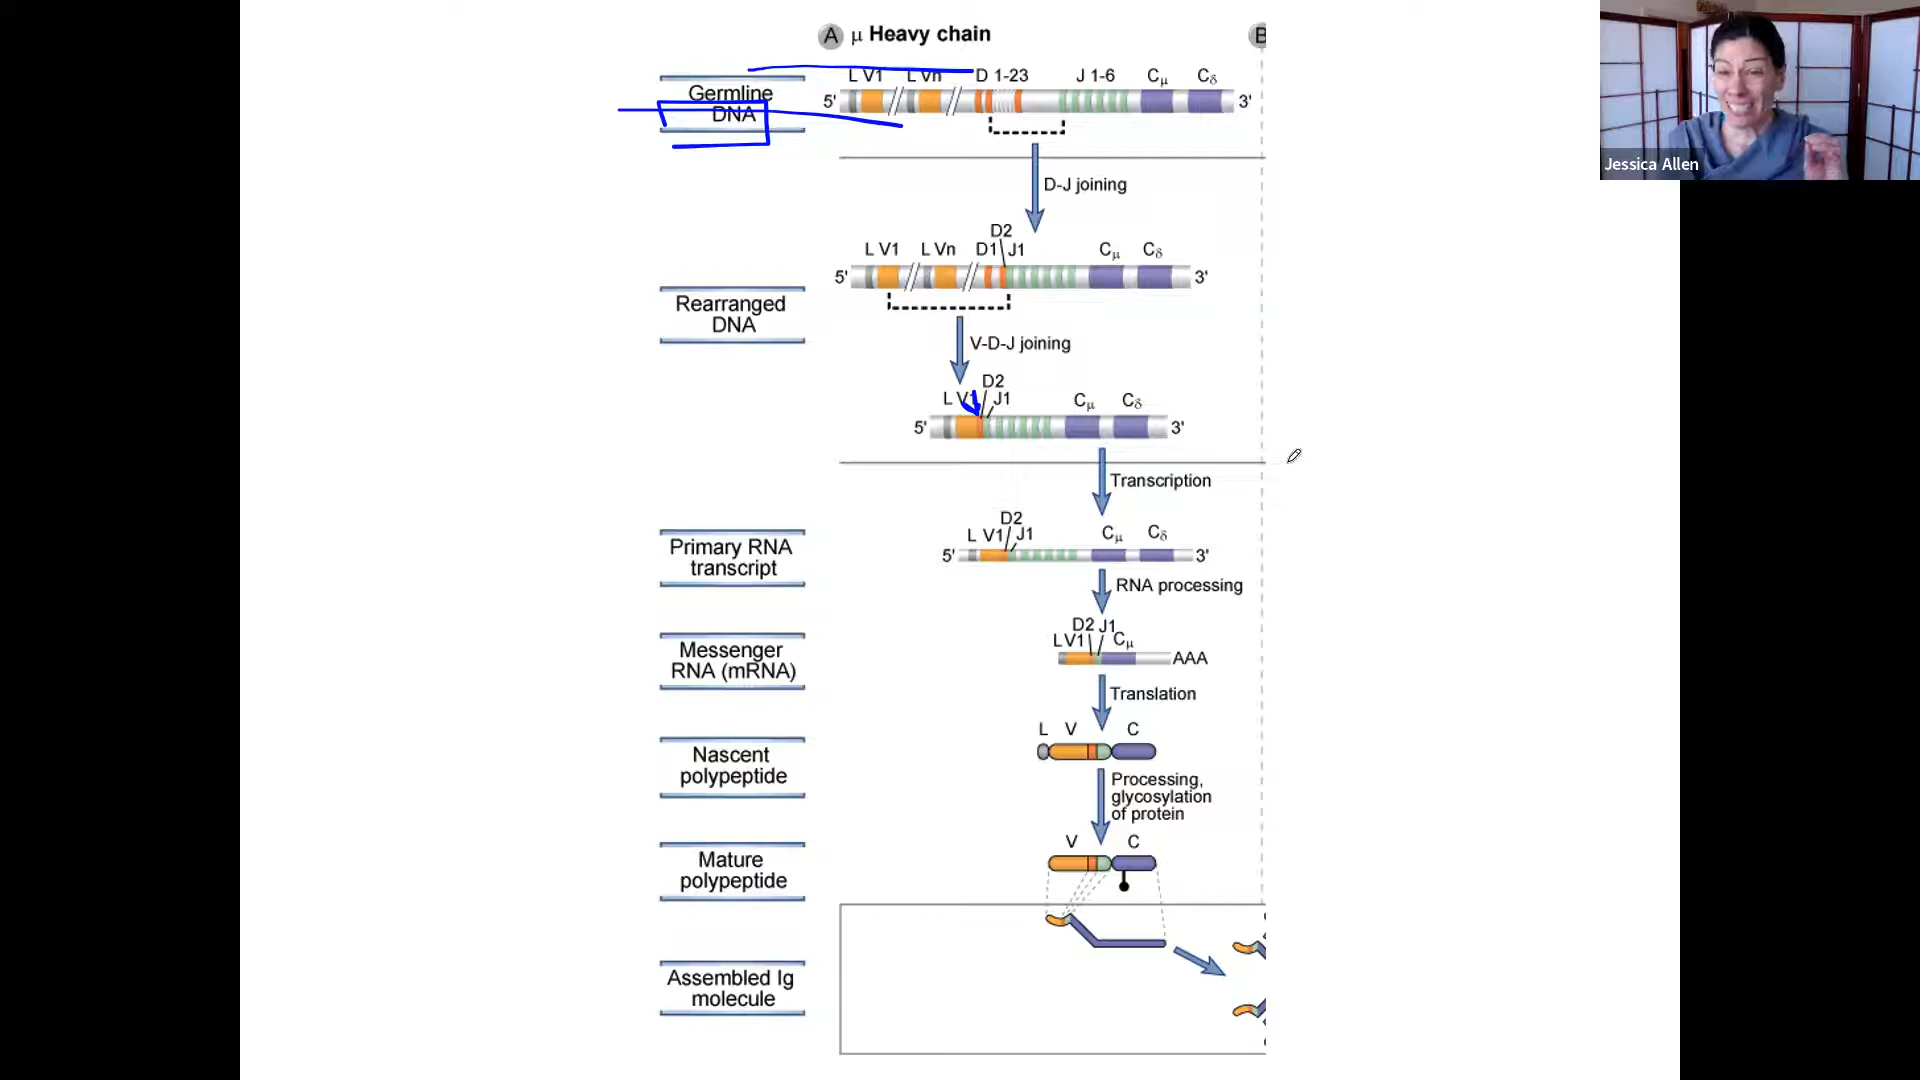 A μ Heavy chain
B
L V1 L Vn D 1-23 J 1-6 Cμ Cδ
Germline
DNA
5' 3'
D-J joining
D2
L V1 L Vn D1 J1 Cμ Cδ
5' 3'
Rearranged
DNA
V-D-J joining
D2
L V1 J1 Cμ Cδ
5' 3'
Transcription
D2
L V1 J1 Cμ Cδ
5' 3'
Primary RNA
transcript
RNA processing
D2 J1
L V1 Cμ
AAA
Messenger
RNA (mRNA)
Translation
L V C
Nascent
polypeptide
Processing,
glycosylation
of protein
V C
Mature
polypeptide
Assembled Ig
molecule
Jessica Allen